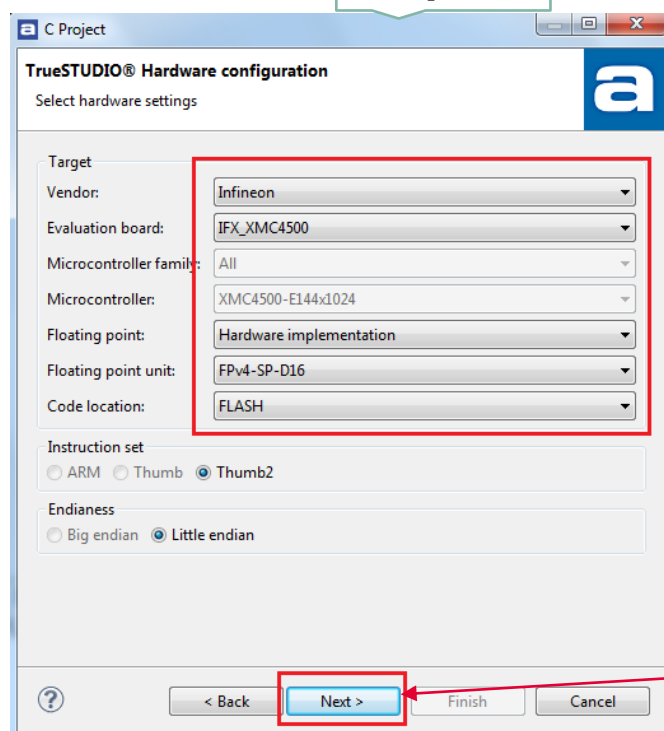 C Project
TrueSTUDIO® Hardware configuration
Select hardware settings
Target
Vendor: Infineon
Evaluation board: IFX_XMC4500
Microcontroller family: All
Microcontroller: XMC4500-E144x1024
Floating point: Hardware implementation
Floating point unit: FPv4-SP-D16
Code location: FLASH
Instruction set
ARM Thumb Thumb2
Endianess
Big endian Little endian
< Back Next > Finish Cancel